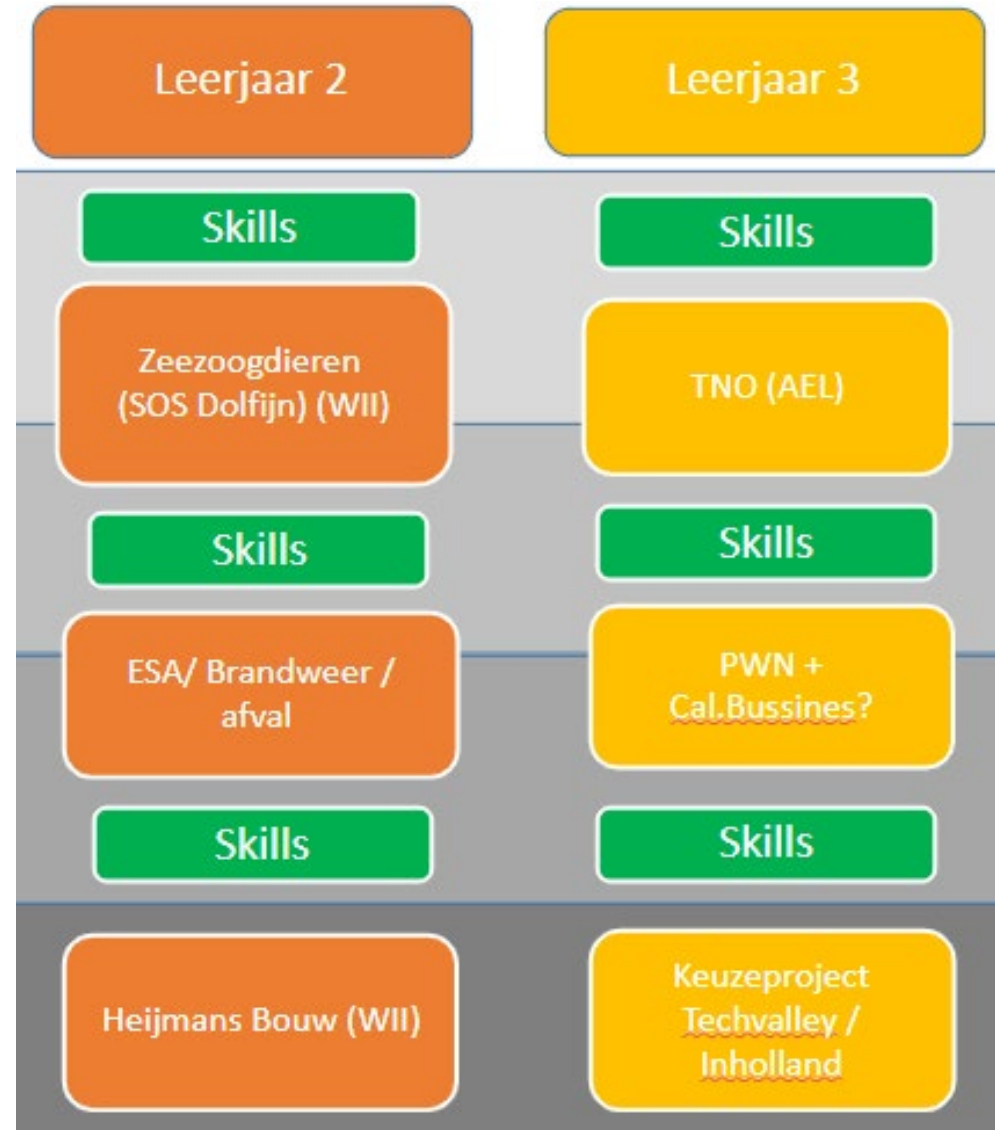 Leerjaar 2
Leerjaar 3
Skills
Skills
Zeezoogdieren
(SOS Dolfijn) (WII)
TNO (AEL)
Skills
Skills
ESA/ Brandweer /
afval
PWN +
Cal.Bussines?
Skills
Skills
Heijmans Bouw (WII)
Keuzeproject
Techvalley /
Inholland